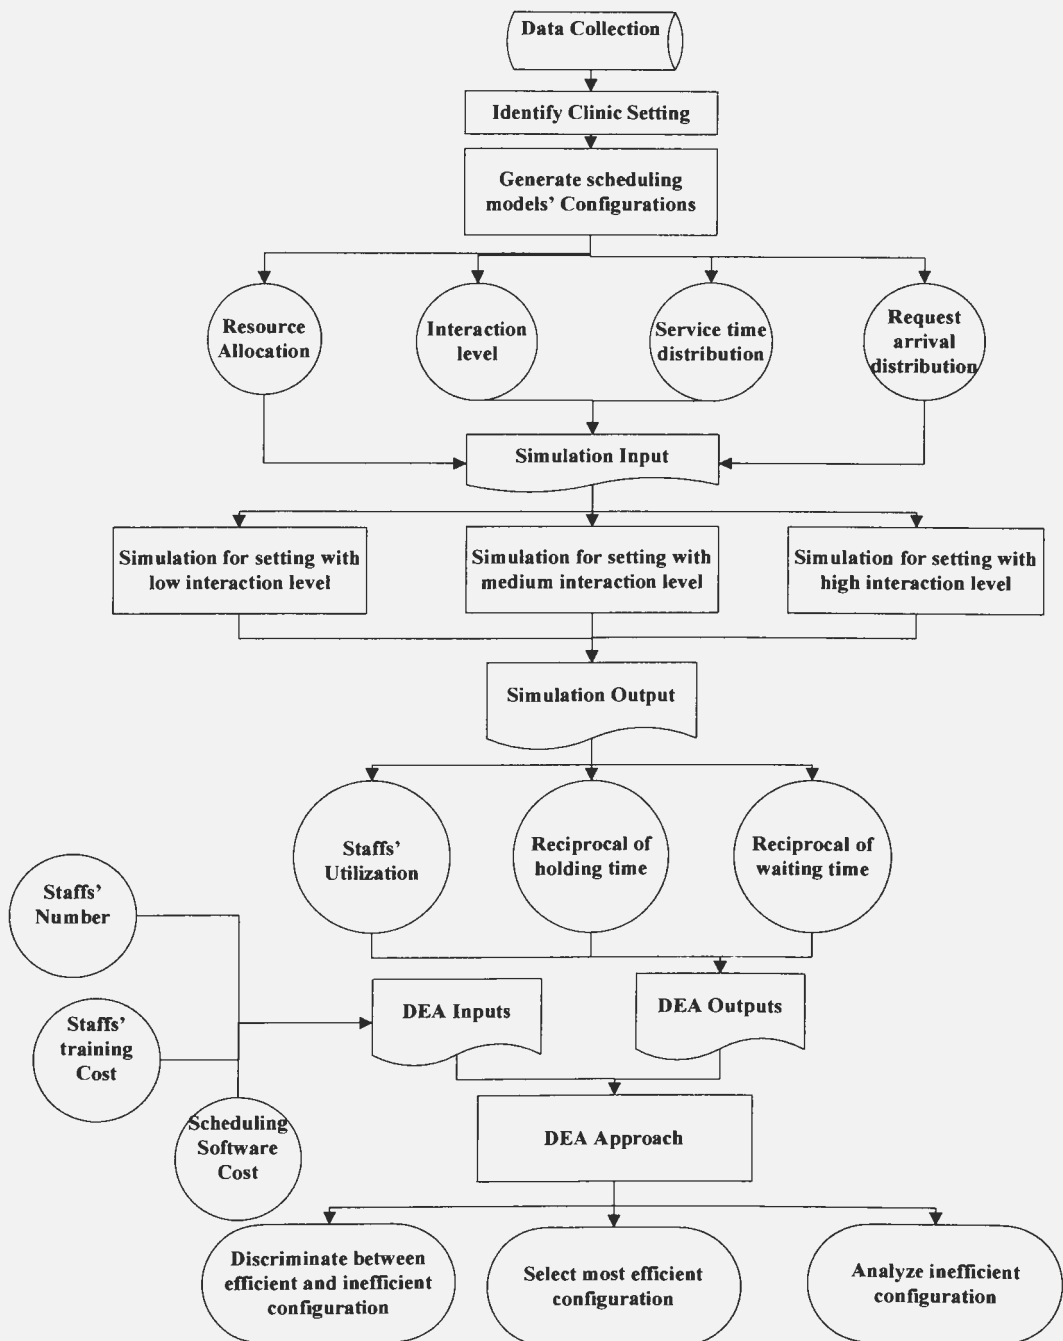 Data Collection
Identify Clinic Setting
Generate scheduling
models' Configurations
Resource
Allocation
Interaction
level
Service time
distribution
Request
arrival
distribution
Simulation Input
Simulation for setting with
low interaction level
Simulation for setting with
medium interaction level
Simulation for setting with
high interaction level
Simulation Output
Staffs'
Utilization
Reciprocal of
holding time
Reciprocal of
waiting time
Staffs'
Number
Staffs'
training
Cost
Scheduling
Software
Cost
DEA Inputs
DEA Outputs
DEA Approach
Discriminate between
efficient and inefficient
configuration
Select most efficient
configuration
Analyze inefficient
configuration